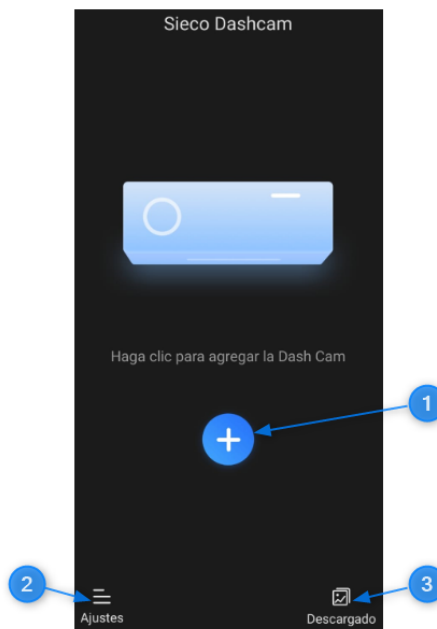 Sieco Dashcam
Haga clic para agregar la Dash Cam
1
2
3
Ajustes
Descargado